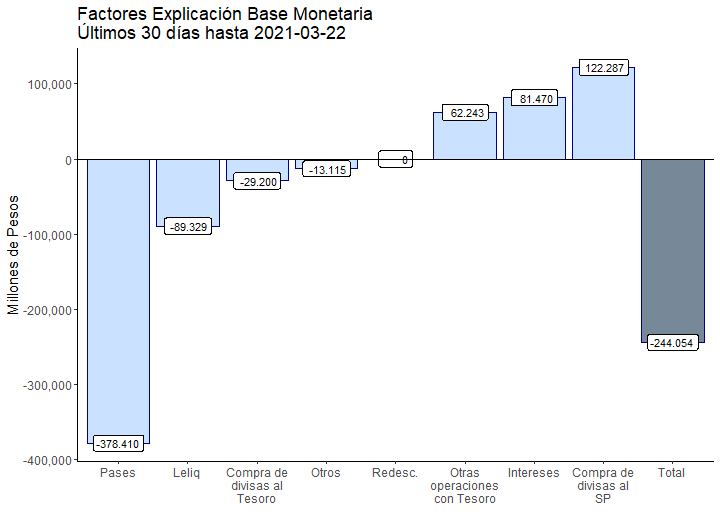 Factores Explicación Base Monetaria
Últimos 30 días hasta 2021-03-22
Millones de Pesos
100,000
0
-100,000
-200,000
-300,000
-400,000
-378.410
-89.329
-29.200
-13.115
0
62.243
81.470
122.287
-244.054
Pases
Leliq
Compra de
divisas al
Tesoro
Otros
Redesc.
Otras
operaciones
con Tesoro
Intereses
Compra de
divisas al
SP
Total